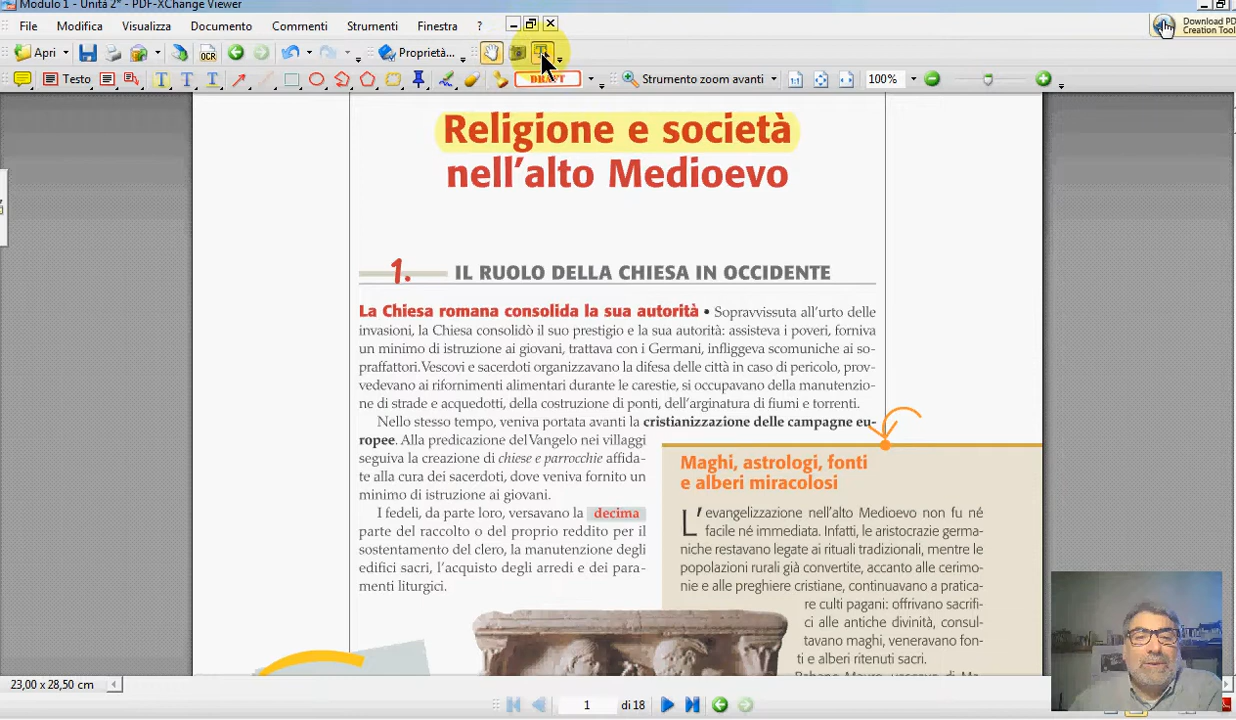 Modulo 1 - Unità 2* - PDF-XChange Viewer
File Modifica Visualizza Documento Commenti Strumenti Finestra ?
Download PD
Creation Tool
Apri OCR Proprietà...
Testo DRAFT Strumento zoom avanti 100%
Religione e società
nell'alto Medioevo
1. IL RUOLO DELLA CHIESA IN OCCIDENTE
La Chiesa romana consolida la sua autorità • Sopravvissuta all'urto delle
invasioni, la Chiesa consolidò il suo prestigio e la sua autorità: assisteva i poveri, forniva
un minimo di istruzione ai giovani, trattava con i Germani, infliggeva scomuniche ai so-
praffattori. Vescovi e sacerdoti organizzavano la difesa delle città in caso di pericolo, prov-
vedevano ai rifornimenti alimentari durante le carestie, si occupavano della manutenzio-
ne di strade e acquedotti, della costruzione di ponti, dell'arginatura di fiumi e torrenti.
Nello stesso tempo, veniva portata avanti la cristianizzazione delle campagne eu-
ropee. Alla predicazione del Vangelo nei villaggi
seguiva la creazione di chiese e parrocchie affida-
te alla cura dei sacerdoti, dove veniva fornito un
minimo di istruzione ai giovani.
I fedeli, da parte loro, versavano la decima
parte del raccolto o del proprio reddito per il
sostentamento del clero, la manutenzione degli
edifici sacri, l'acquisto degli arredi e dei para-
menti liturgici.
Maghi, astrologi, fonti
e alberi miracolosi
L'evangelizzazione nell'alto Medioevo non fu né
facile né immediata. Infatti, le aristocrazie germa-
niche restavano legate ai rituali tradizionali, mentre le
popolazioni rurali già convertite, accanto alle cerimo-
nie e alle preghiere cristiane, continuavano a pratica-
re culti pagani: offrivano sacrifi-
ci alle antiche divinità, consul-
tavano maghi, veneravano fon-
ti e alberi ritenuti sacri.
23,00 x 28,50 cm
1 di 18